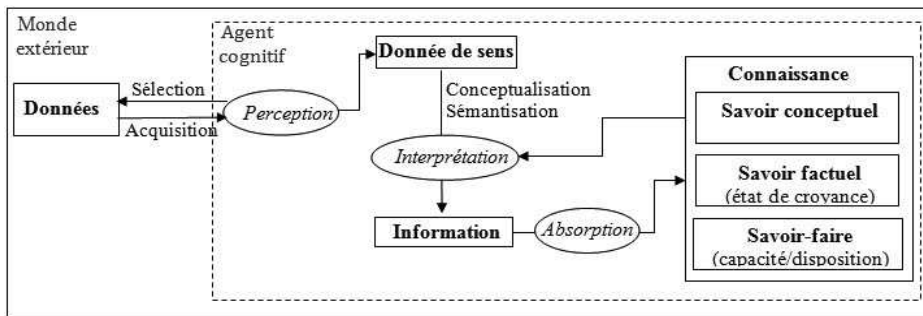 Monde
extérieur
Agent
cognitif
Données
Sélection
Acquisition
Perception
Donnée de sens
Conceptualisation
Sémantisation
Interprétation
Information
Absorption
Connaissance
Savoir conceptuel
Savoir factuel
(état de croyance)
Savoir-faire
(capacité/disposition)